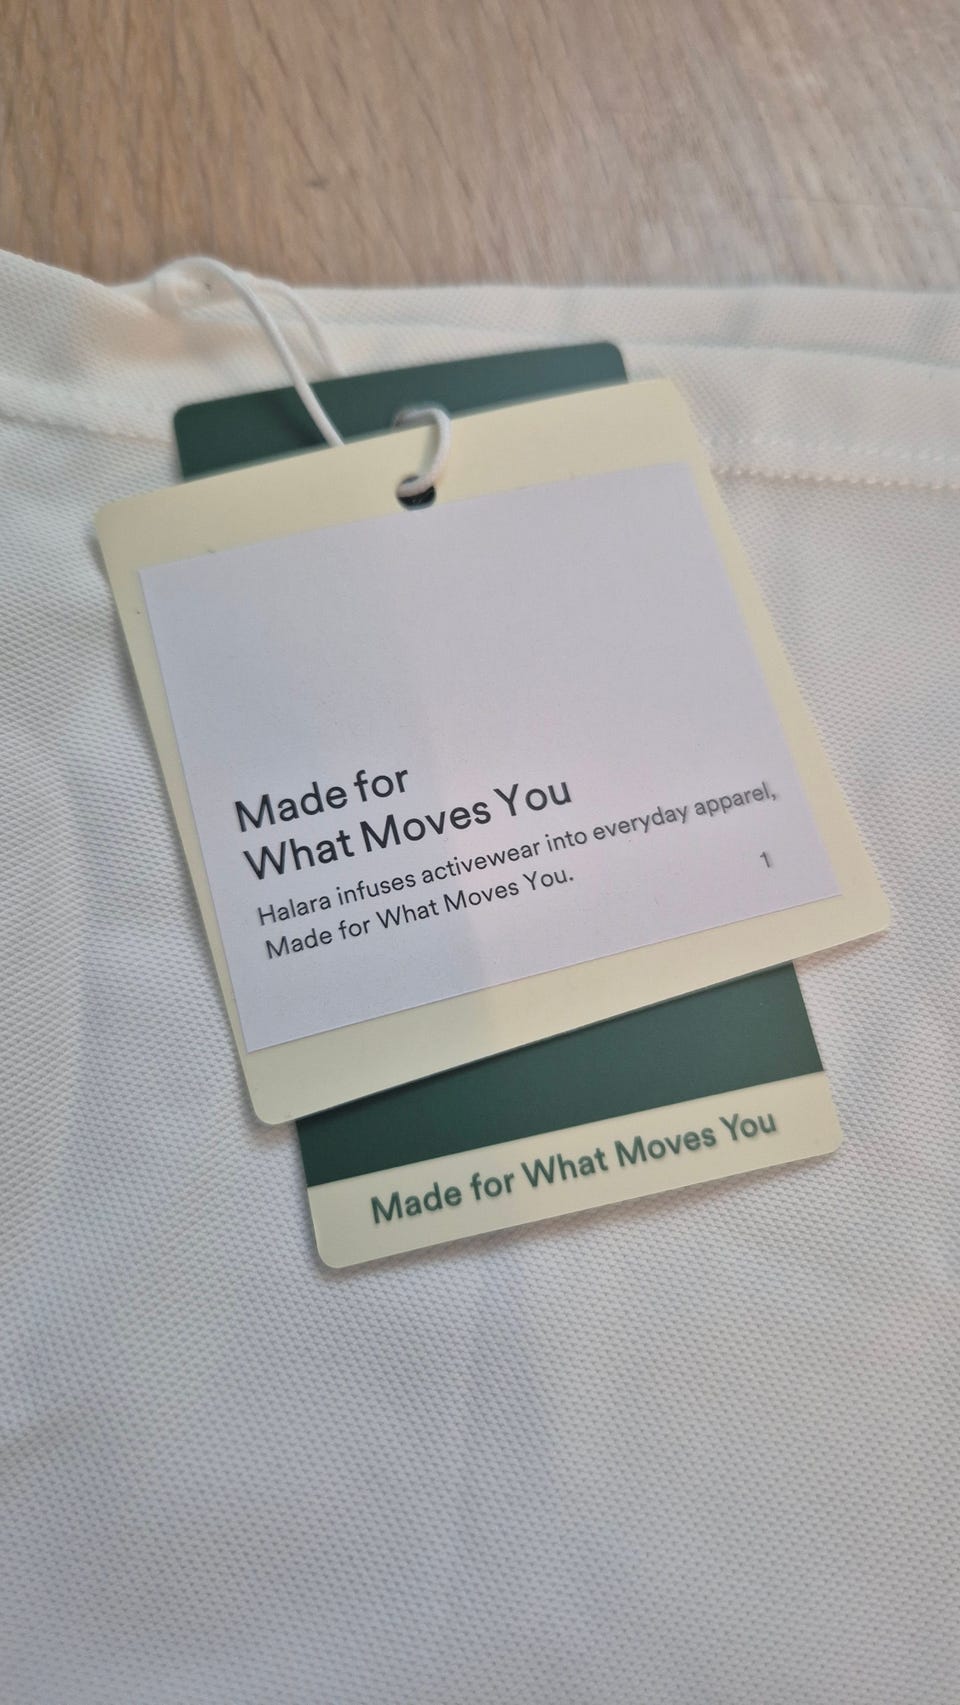 Made for
What Moves You
Halara infuses activewear into everyday apparel,
Made for What Moves You.
1
Made for What Moves You